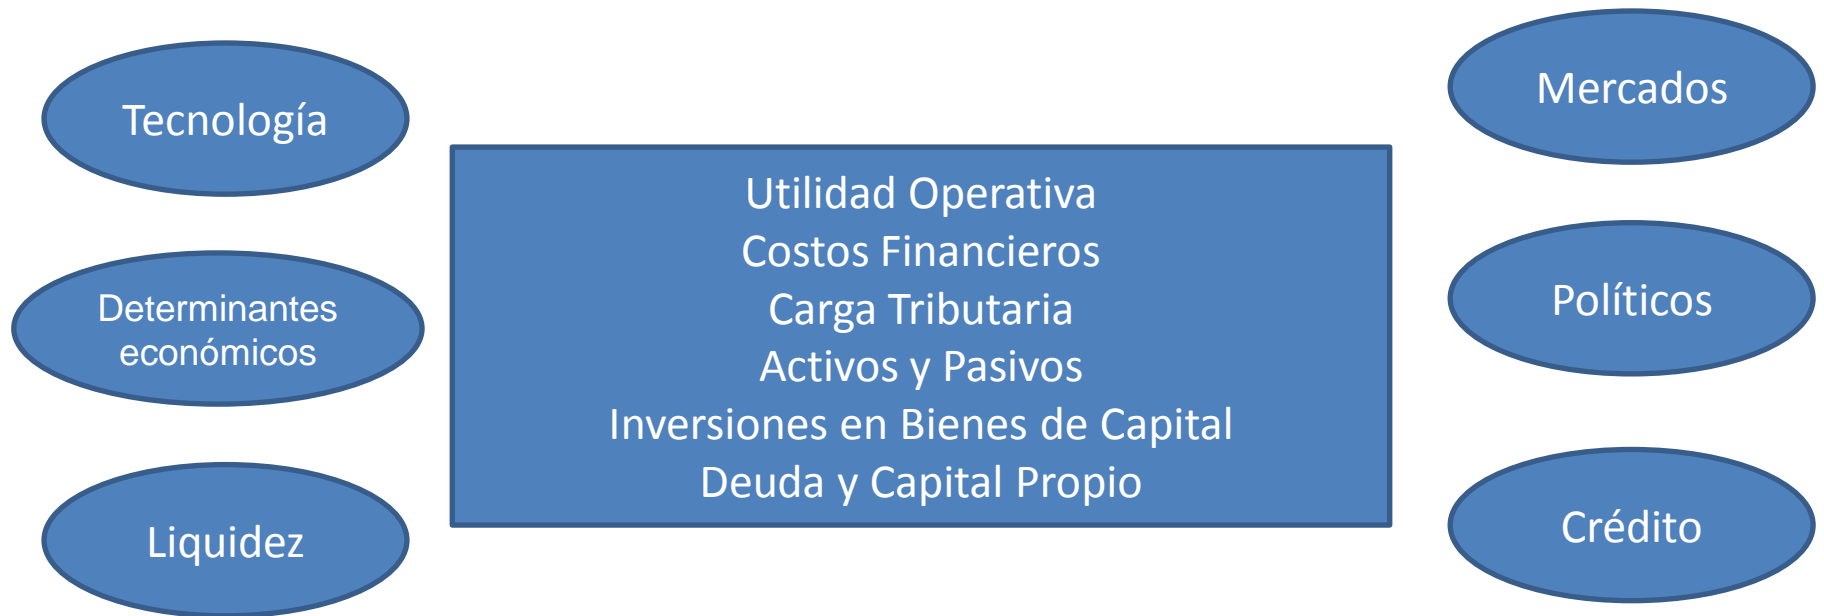 Tecnología
Determinantes
económicos
Liquidez
Utilidad Operativa
Costos Financieros
Carga Tributaria
Activos y Pasivos
Inversiones en Bienes de Capital
Deuda y Capital Propio
Mercados
Políticos
Crédito